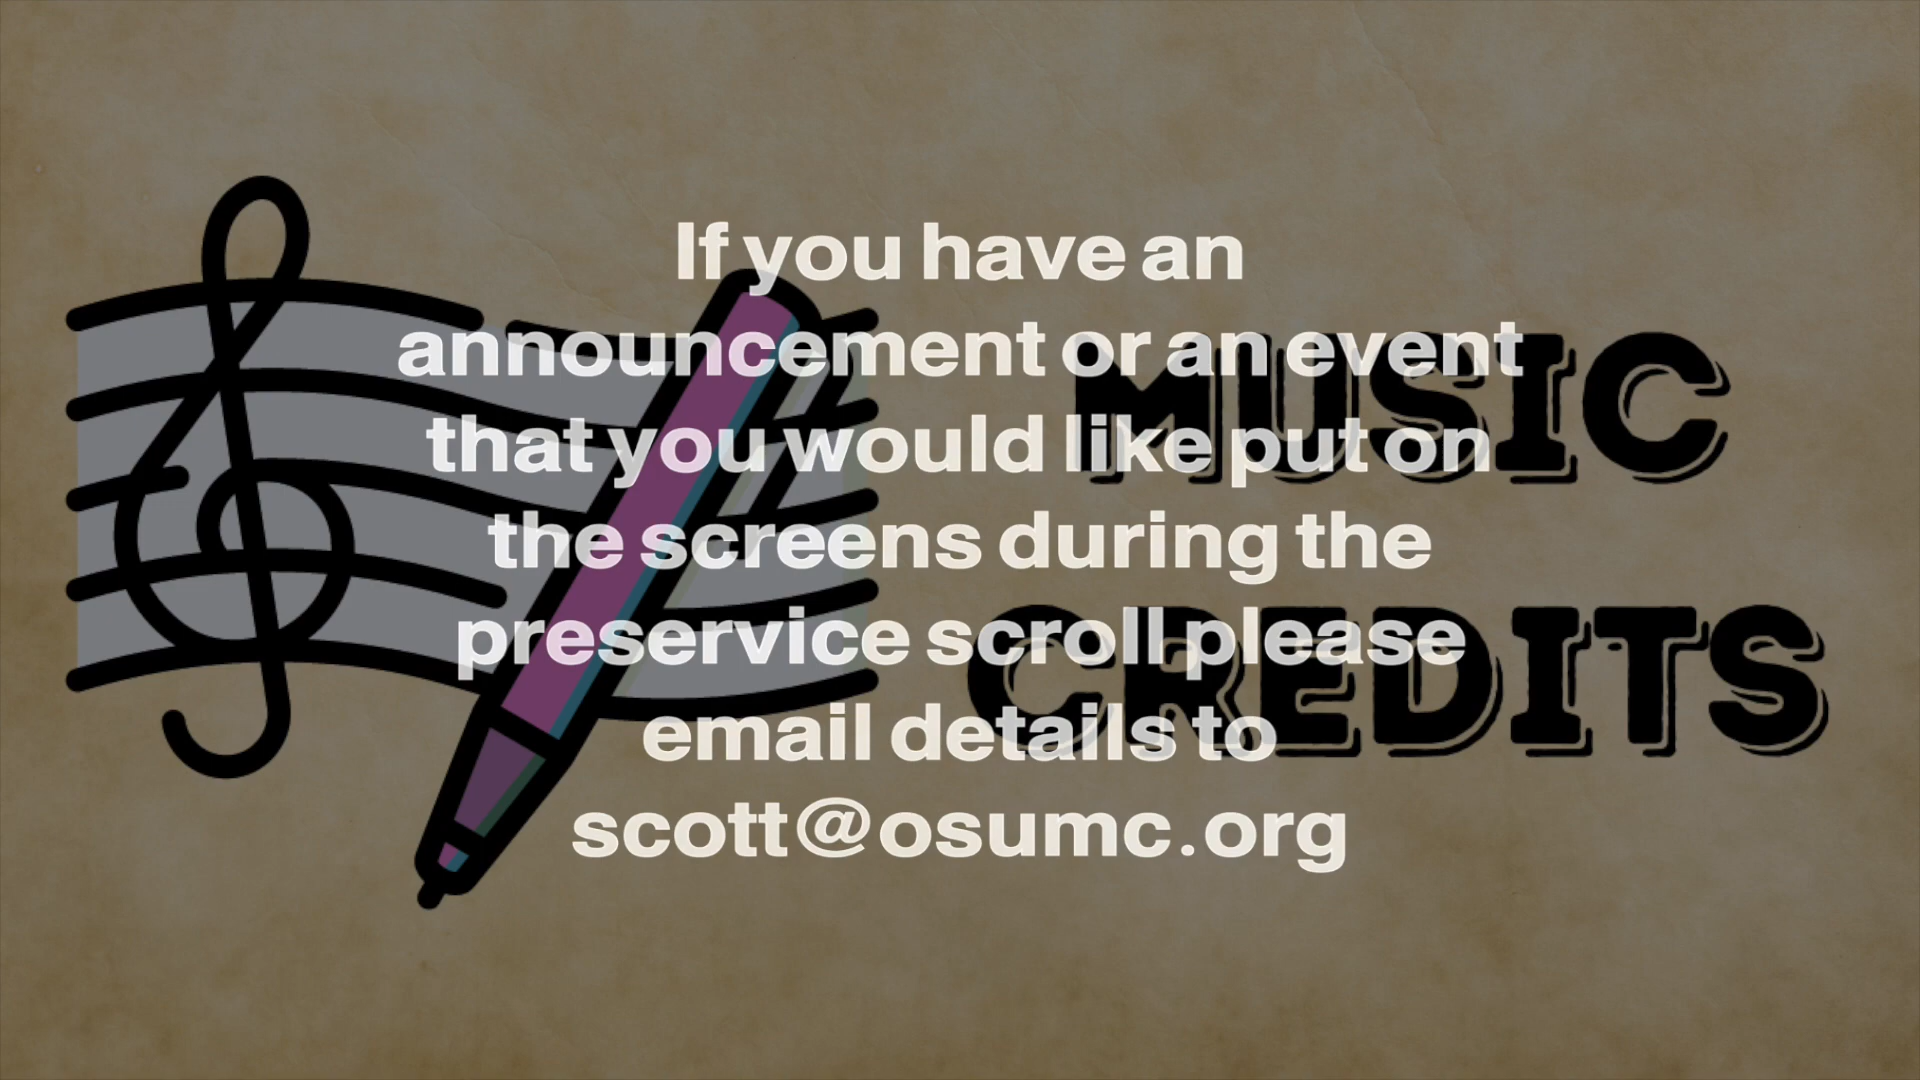 If you have an
announcement or an event
that you would like put on
the screens during the
preservice scroll please
email details to
scott@osumc.org
MUSIC
CREDITS